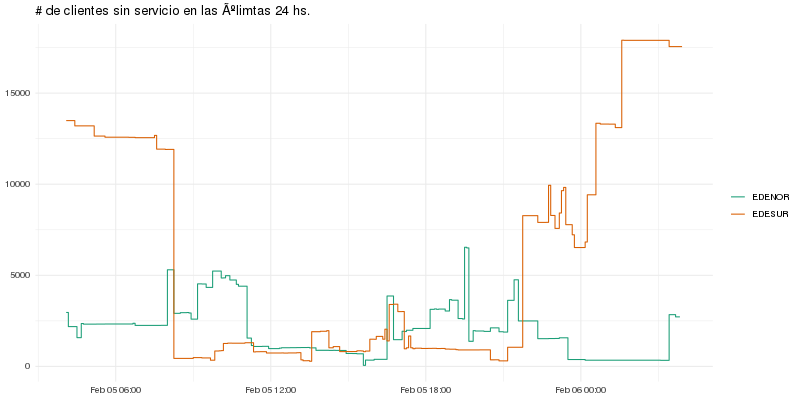 # de clientes sin servicio en las Ãºlimtas 24 hs.
15000
10000
5000
0
Feb 05 06:00
Feb 05 12:00
Feb 05 18:00
Feb 06 00:00
EDENOR
EDESUR